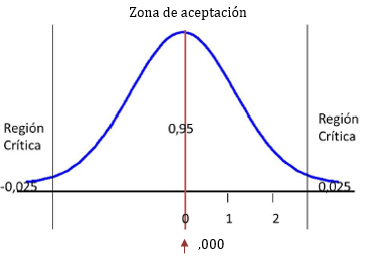 Zona de aceptación
Región
Crítica
0,95
Región
Crítica
-0,025
0,025
0 1 2
,000